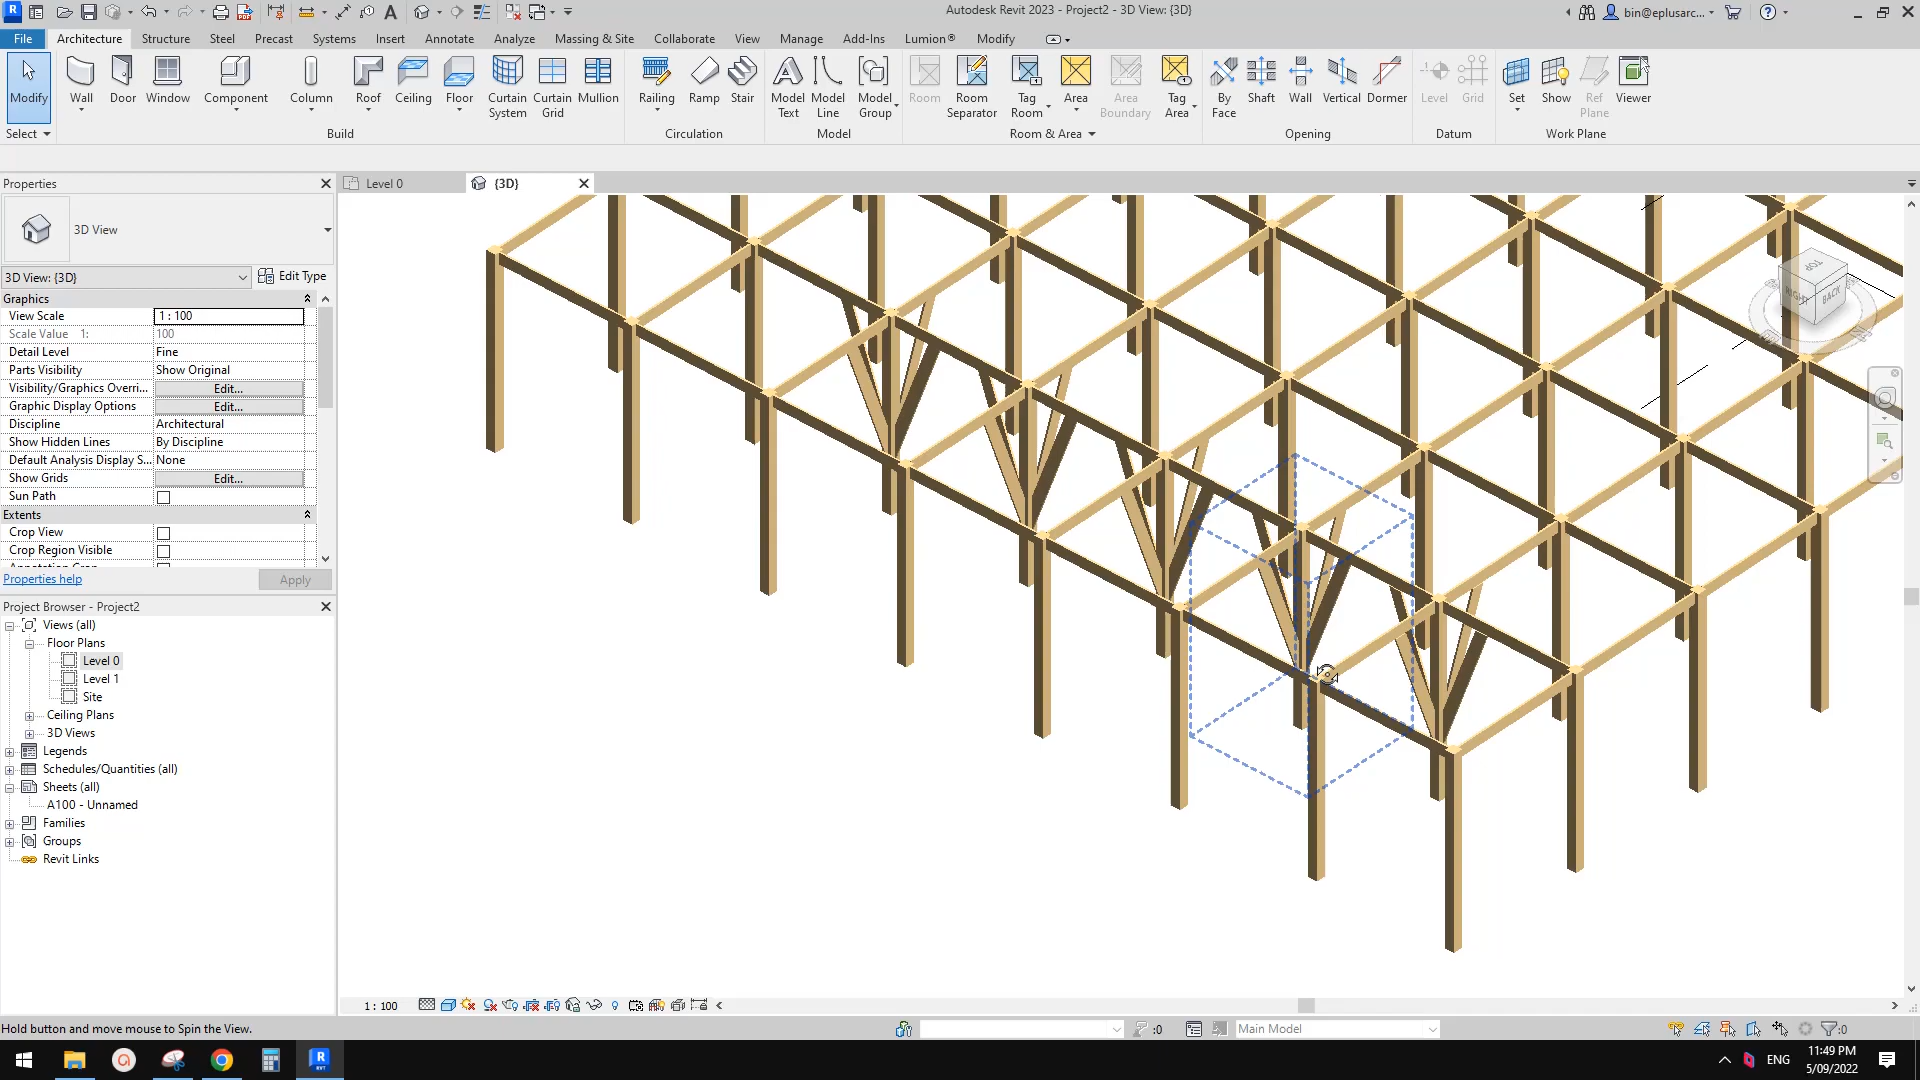 Autodesk Revit 2023 - Project2 - 3D View: {3D}
bin@eplusarc...
File
Architecture
Structure
Steel
Precast
Systems
Insert
Annotate
Analyze
Massing & Site
Collaborate
View
Manage
Add-Ins
Lumion®
Modify
Modify
Wall
Door
Window
Component
Column
Roof
Ceiling
Floor
Curtain System
Curtain Grid
Mullion
Railing
Ramp
Stair
Model Text
Model Line
Model Group
Room
Room Separator
Tag Room
Area
Area Boundary
Tag Area
By Face
Shaft
Wall
Vertical
Dormer
Level
Grid
Set
Show
Ref Plane
Viewer
Select
Build
Circulation
Model
Room & Area
Opening
Datum
Work Plane
Properties
Level 0
{3D}
3D View
3D View: {3D}
Edit Type
Graphics
View Scale
1 : 100
Scale Value 1:
100
Detail Level
Fine
Parts Visibility
Show Original
Visibility/Graphics Overri...
Edit...
Graphic Display Options
Edit...
Discipline
Architectural
Show Hidden Lines
By Discipline
Default Analysis Display S...
None
Show Grids
Edit...
Sun Path
Extents
Crop View
Crop Region Visible
Properties help
Apply
Project Browser - Project2
Views (all)
Floor Plans
Level 0
Level 1
Site
Ceiling Plans
3D Views
Legends
Schedules/Quantities (all)
Sheets (all)
A100 - Unnamed
Families
Groups
Revit Links
TOP
RIGHT
BACK
1 : 100
Hold button and move mouse to Spin the View.
:0
Main Model
:0
ENG
11:49 PM
5/09/2022